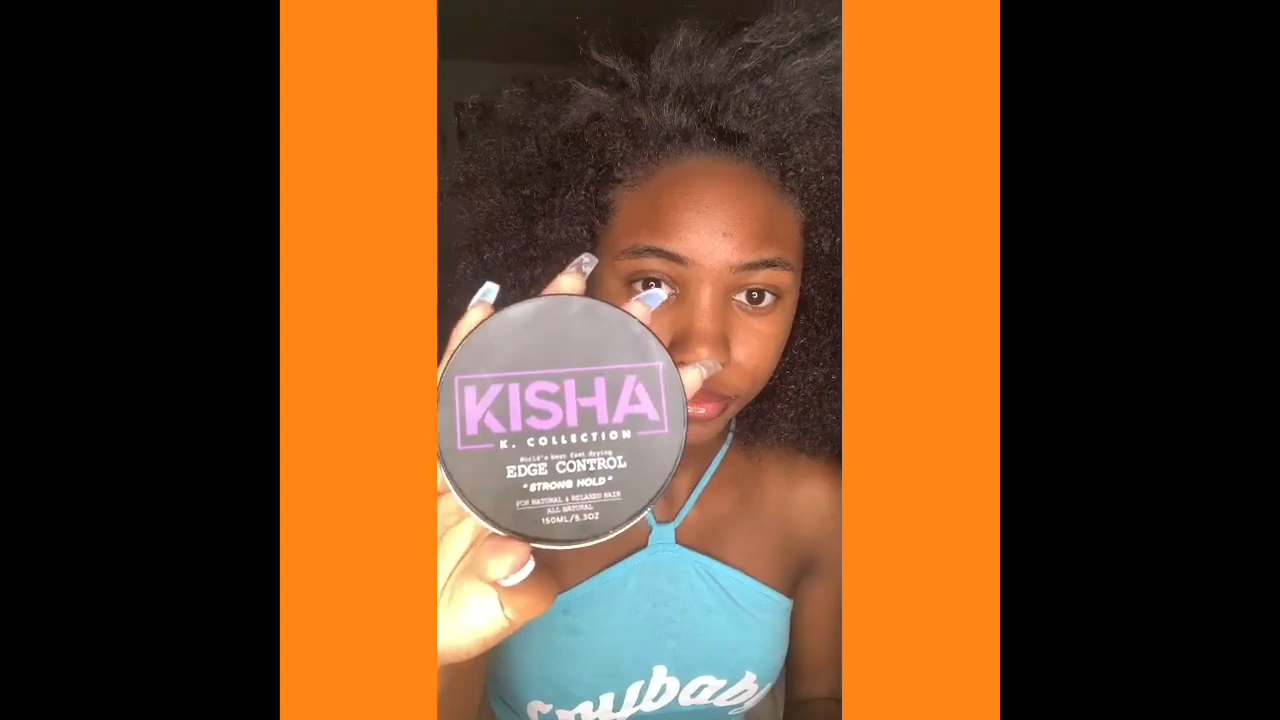 KISHA
K. COLLECTION
World's best fast drying
EDGE CONTROL
"STRONG HOLD"
FOR NATURAL & RELAXED HAIR
ALL NATURAL
150ML/5.3OZ
Crybaby